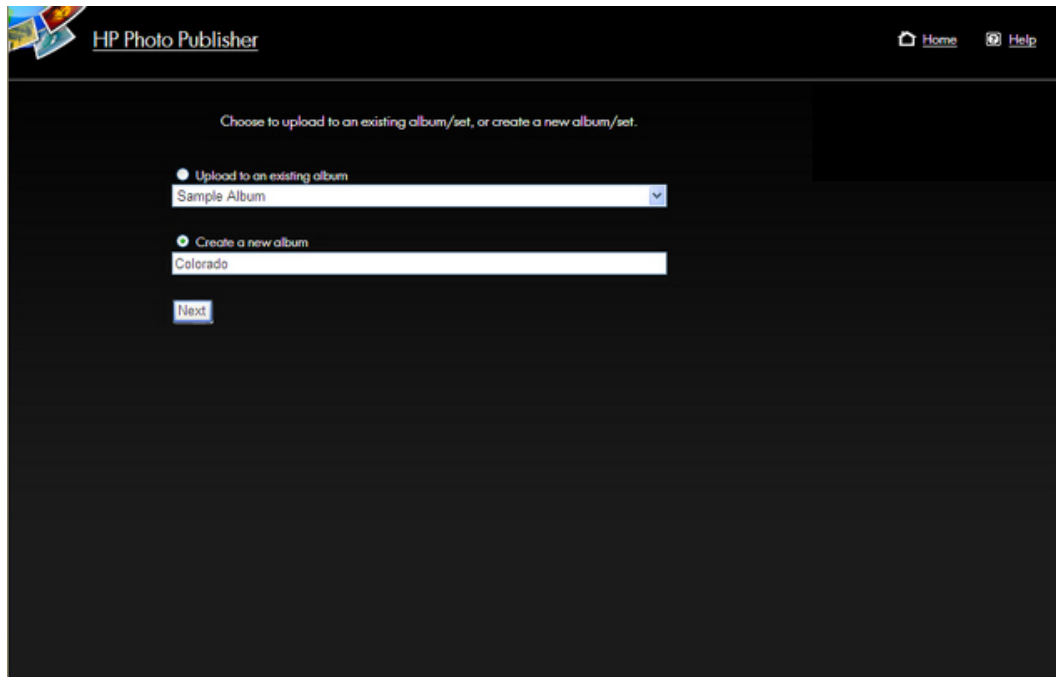 HP Photo Publisher
Home
Help
Choose to upload to an existing album/set, or create a new album/set.
Upload to an existing album
Sample Album
Create a new album
Colorado
Next